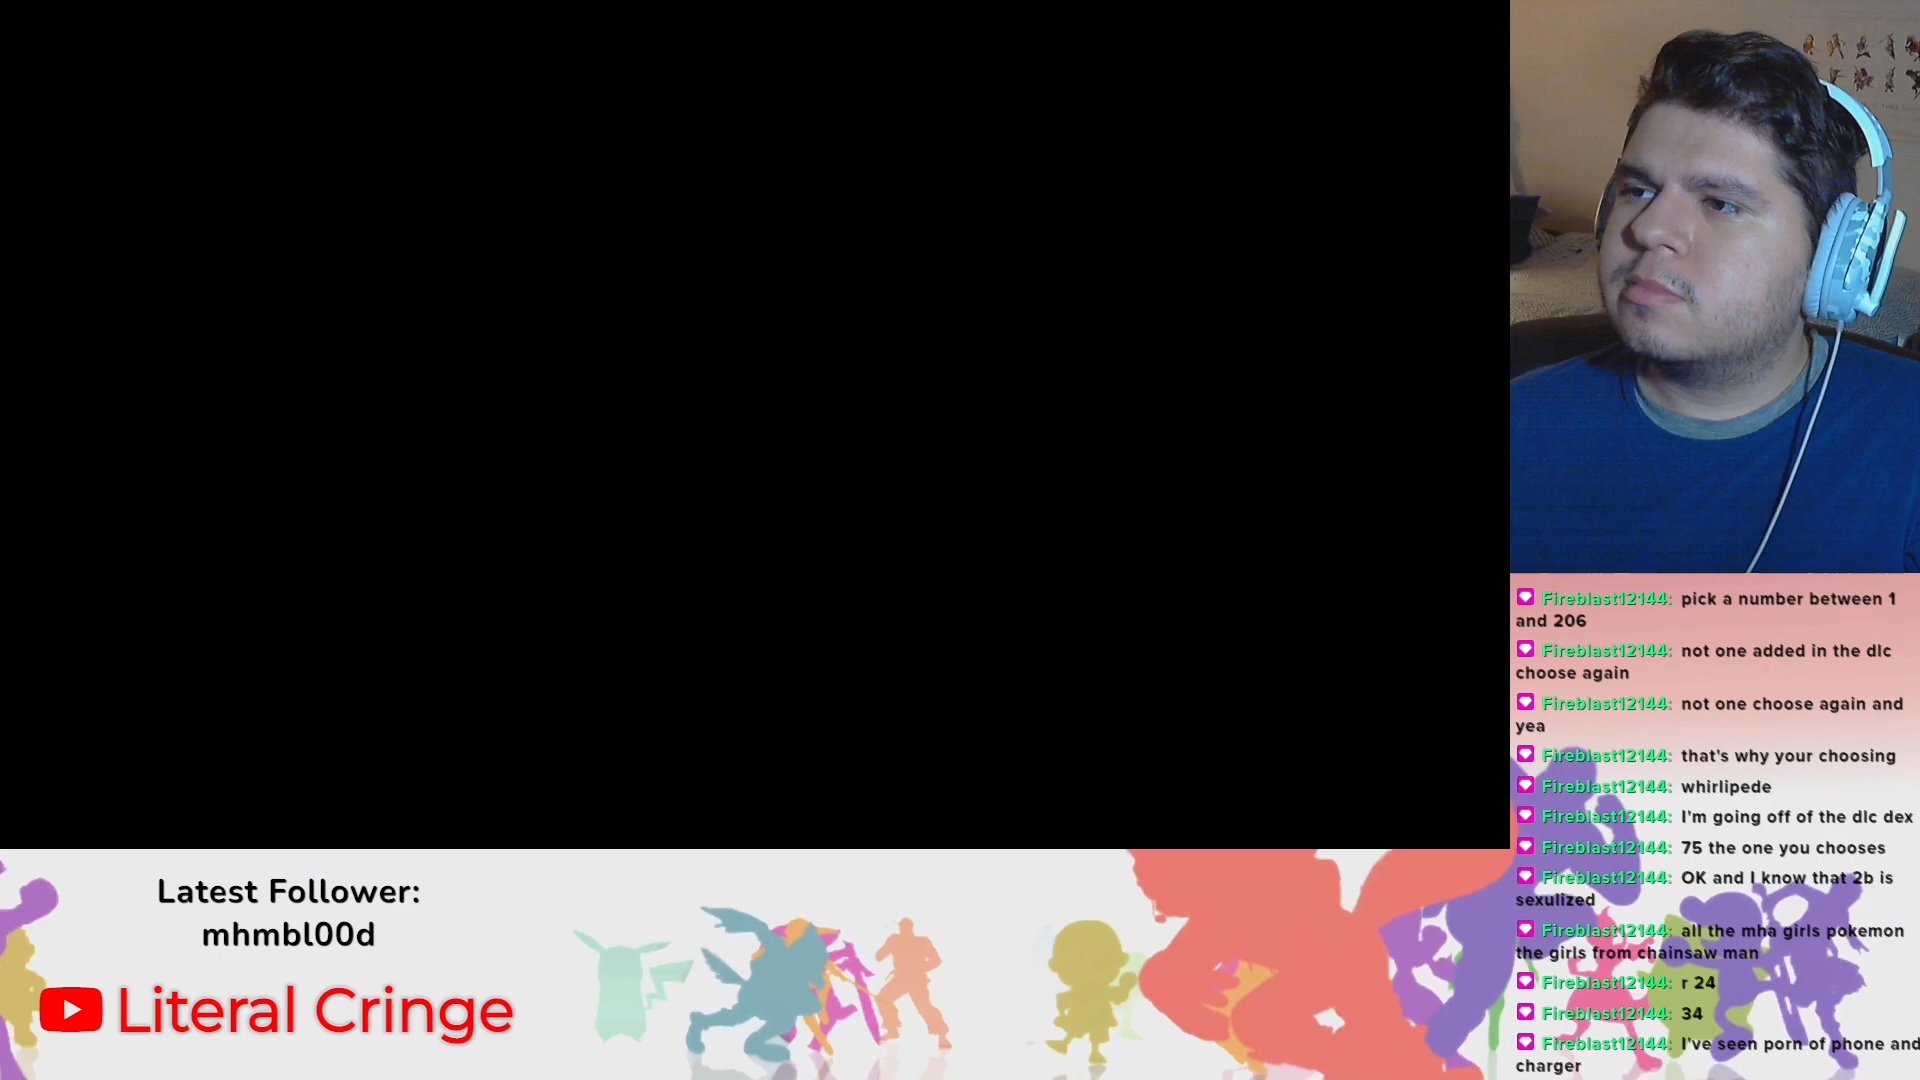 Fireblast12144: pick a number between 1
and 206
Fireblast12144: not one added in the dlc
choose again
Fireblast12144: not one choose again and
yea
Fireblast12144: that's why your choosing
Fireblast12144: whirlipede
Fireblast12144: I'm going off of the dlc dex
Fireblast12144: 75 the one you chooses
Fireblast12144: OK and I know that 2b is
sexulized
Fireblast12144: all the mha girls pokemon
the girls from chainsaw man
Fireblast12144: r 24
Fireblast12144: 34
Fireblast12144: I've seen porn of phone and
charger
Latest Follower:
mhmbl00d
Literal Cringe